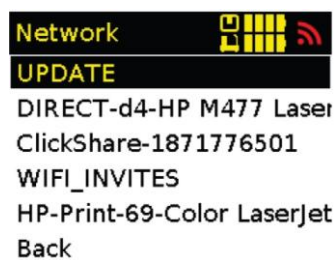 Network
UPDATE
DIRECT-d4-HP M477 Laser
ClickShare-1871776501
WIFI_INVITES
HP-Print-69-Color LaserJet
Back